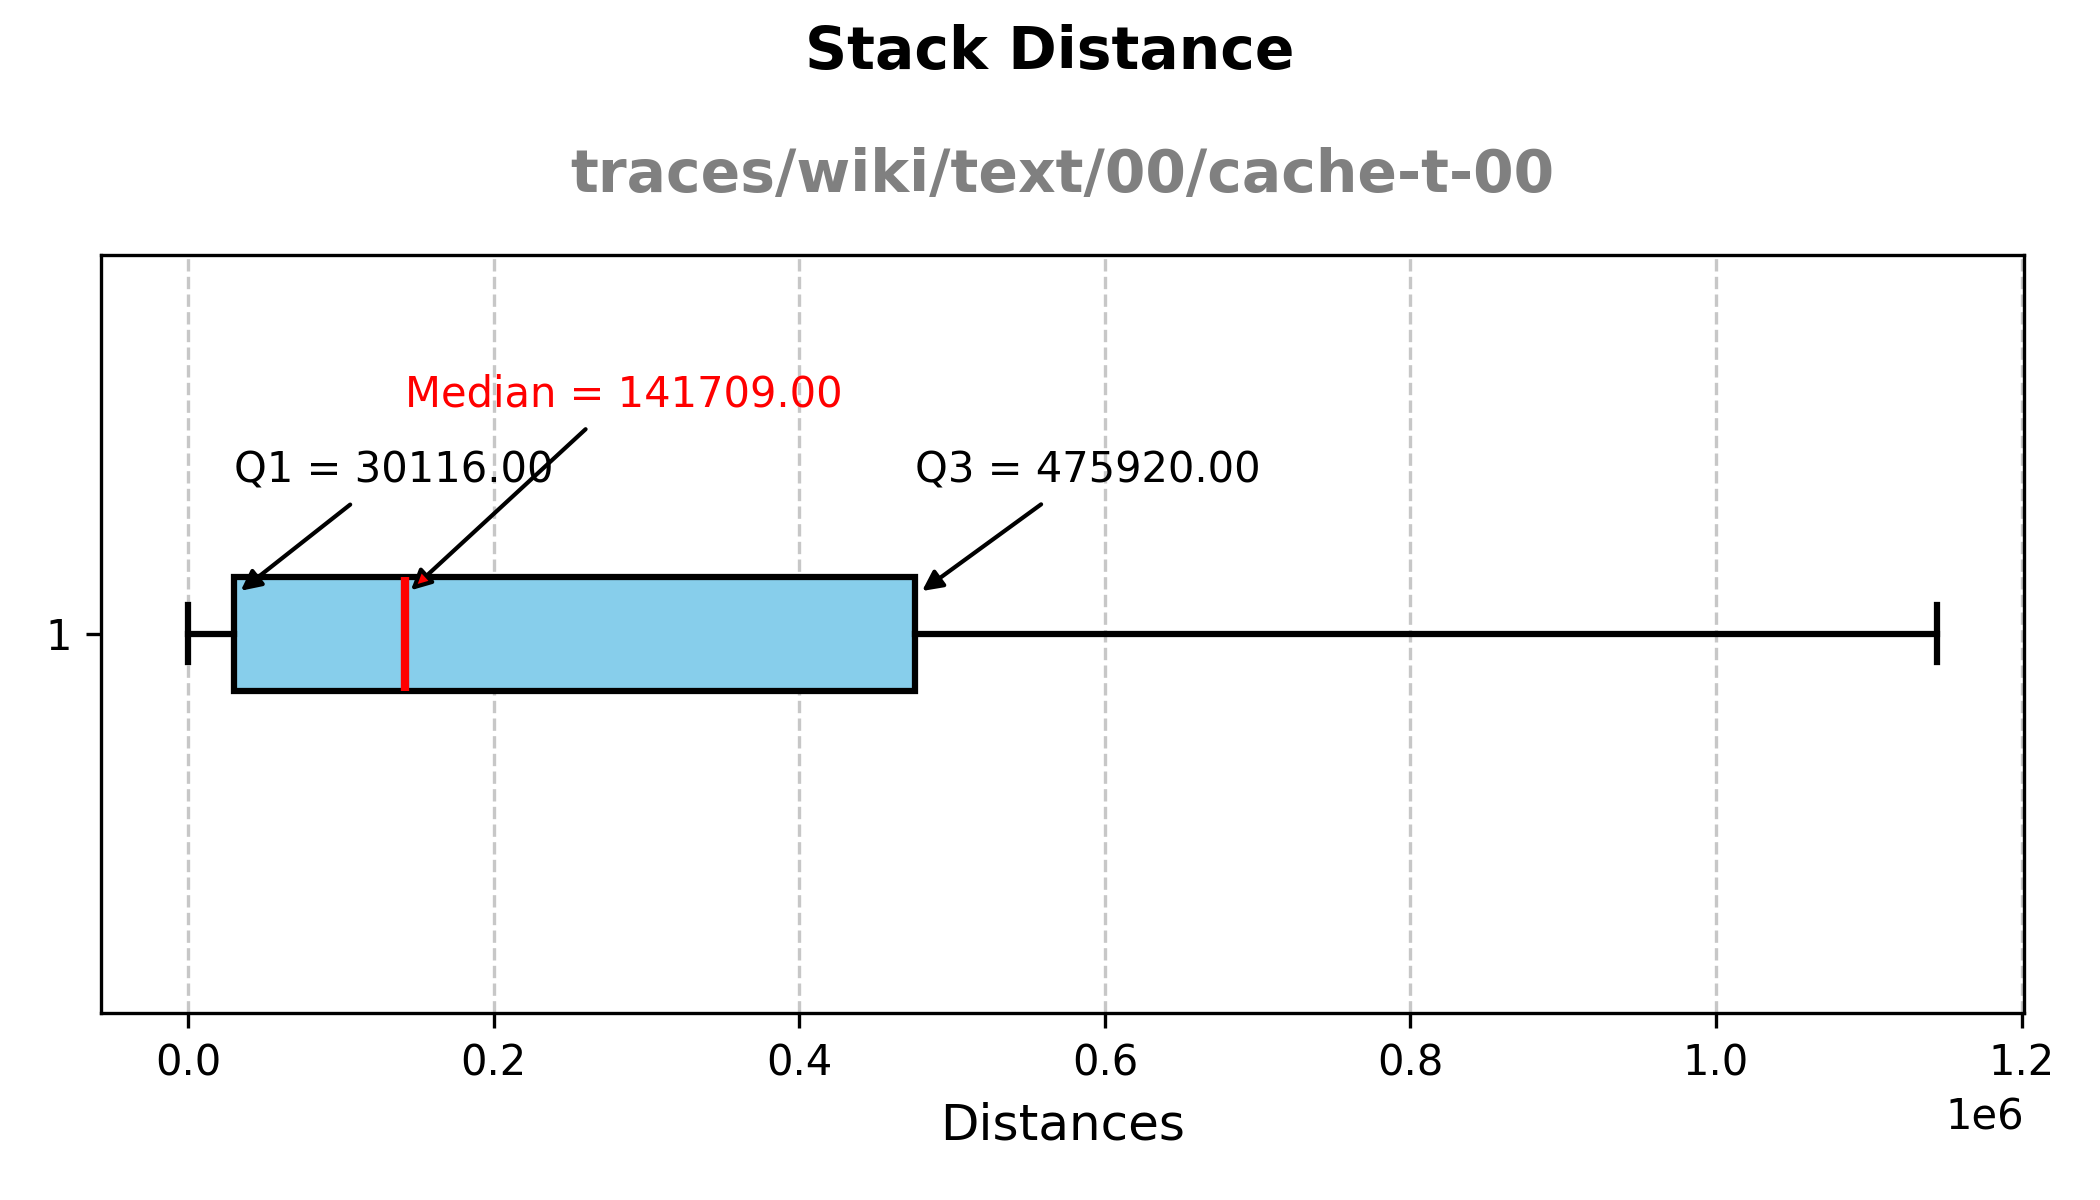 Stack Distance
traces/wiki/text/00/cache-t-00
Median = 141709.00
Q1 = 30116.00
Q3 = 475920.00
1
0.0 0.2 0.4 0.6 0.8 1.0 1.2
1e6
Distances